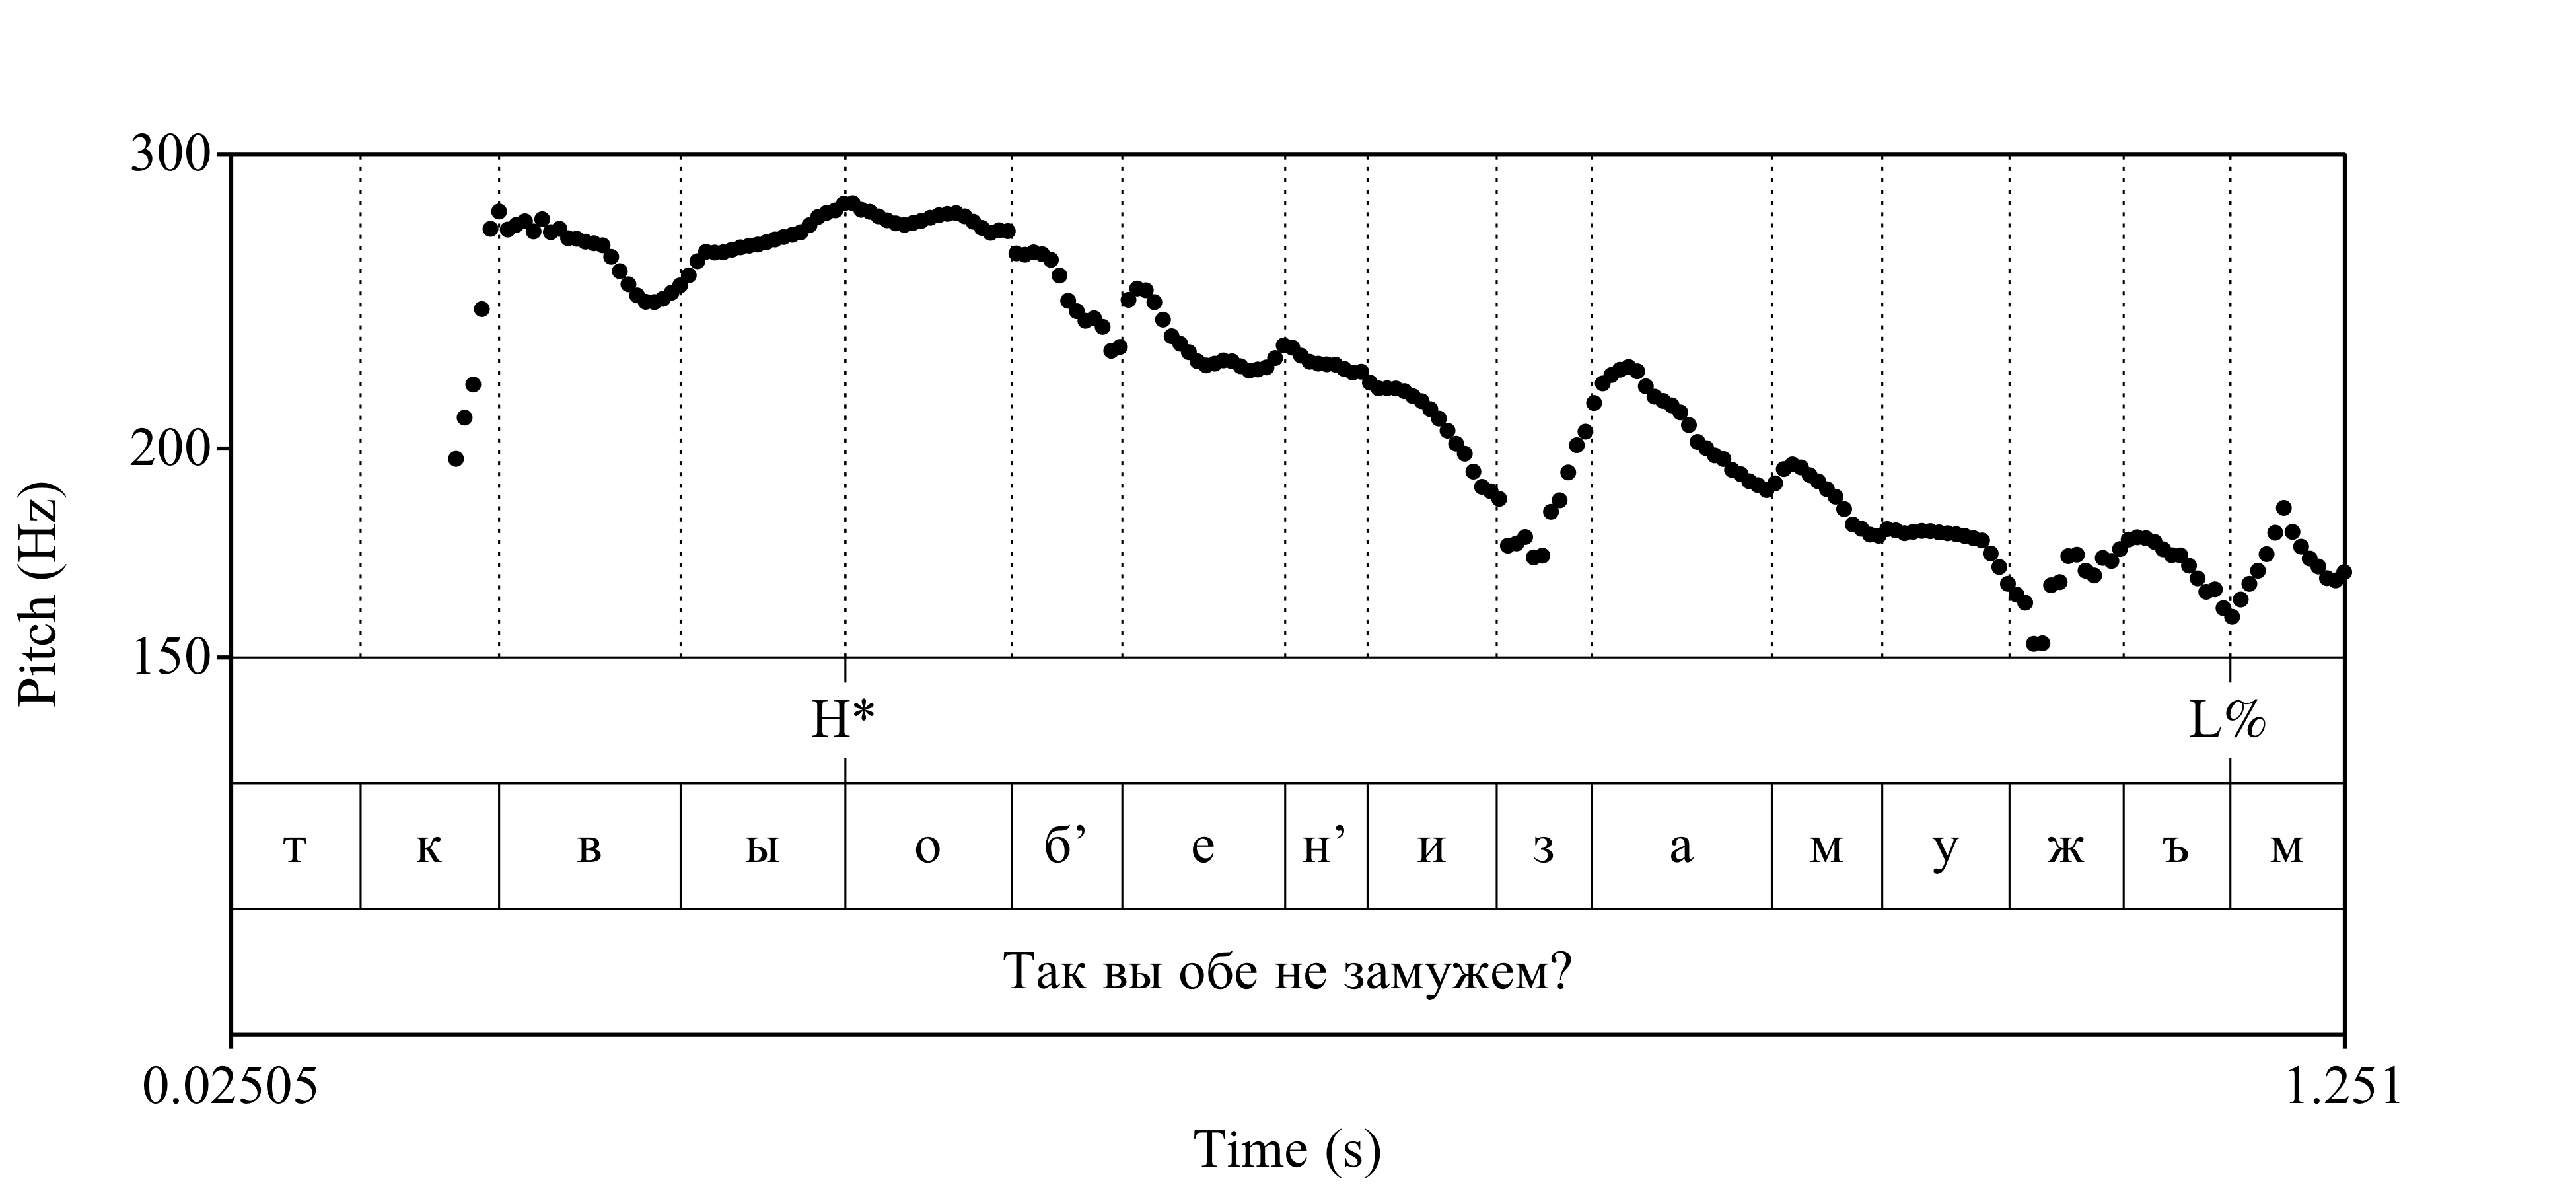 300
200
150
Pitch (Hz)
H* L%
т к в ы о б’ е н’ и з а м у ж ъ м
Так вы обе не замужем?
0.02505 1.251
Time (s)